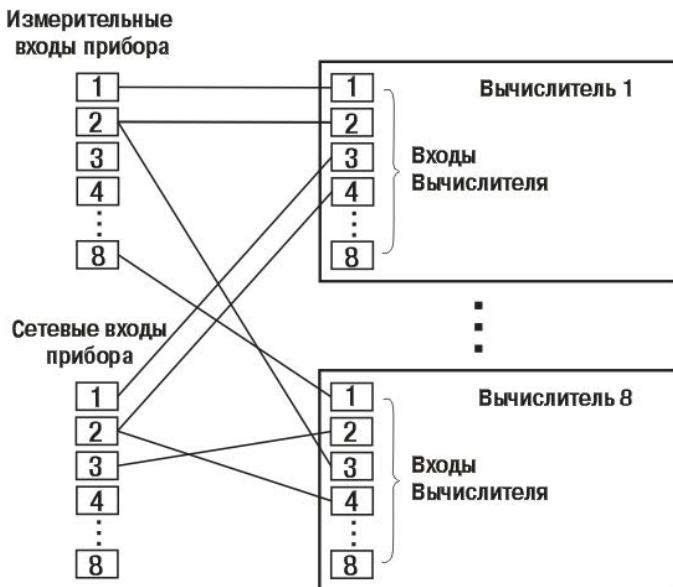 Измерительные
входы прибора
1
2
3
4
8
Сетевые входы
прибора
1
2
3
4
8
Вычислитель 1
1
2
3
4
8
Входы
Вычислителя
Вычислитель 8
1
2
3
4
8
Входы
Вычислителя